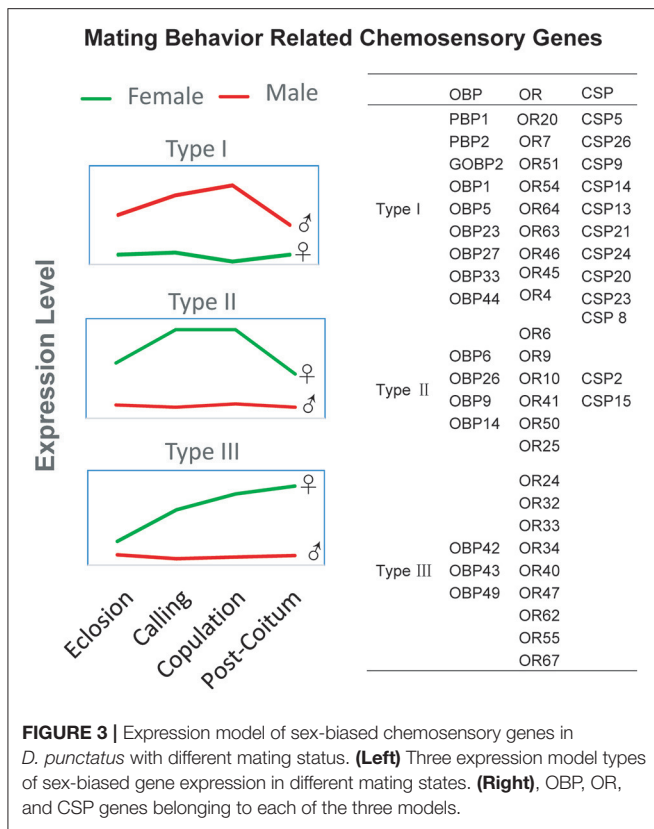 Mating Behavior Related Chemosensory Genes
Female Male
Expression Level
Type I
♂
♀
Type II
♀
♂
Type III
♀
♂
Eclosion
Calling
Copulation
Post-Coitum
OBP OR CSP
PBP1 OR20 CSP5
PBP2 OR7 CSP26
GOBP2 OR51 CSP9
OBP1 OR54 CSP14
Type I OBP5 OR64 CSP13
OBP23 OR63 CSP21
OBP27 OR46 CSP24
OBP33 OR45 CSP20
OBP44 OR4 CSP23
CSP 8
OR6
OBP6 OR9
Type II OBP26 OR10 CSP2
OBP9 OR41 CSP15
OBP14 OR50
OR25
OR24
OR32
OR33
OBP42 OR34
Type III OBP43 OR40
OBP49 OR47
OR62
OR55
OR67
FIGURE 3 | Expression model of sex-biased chemosensory genes in
D. punctatus with different mating status. (Left) Three expression model types
of sex-biased gene expression in different mating states. (Right), OBP, OR,
and CSP genes belonging to each of the three models.